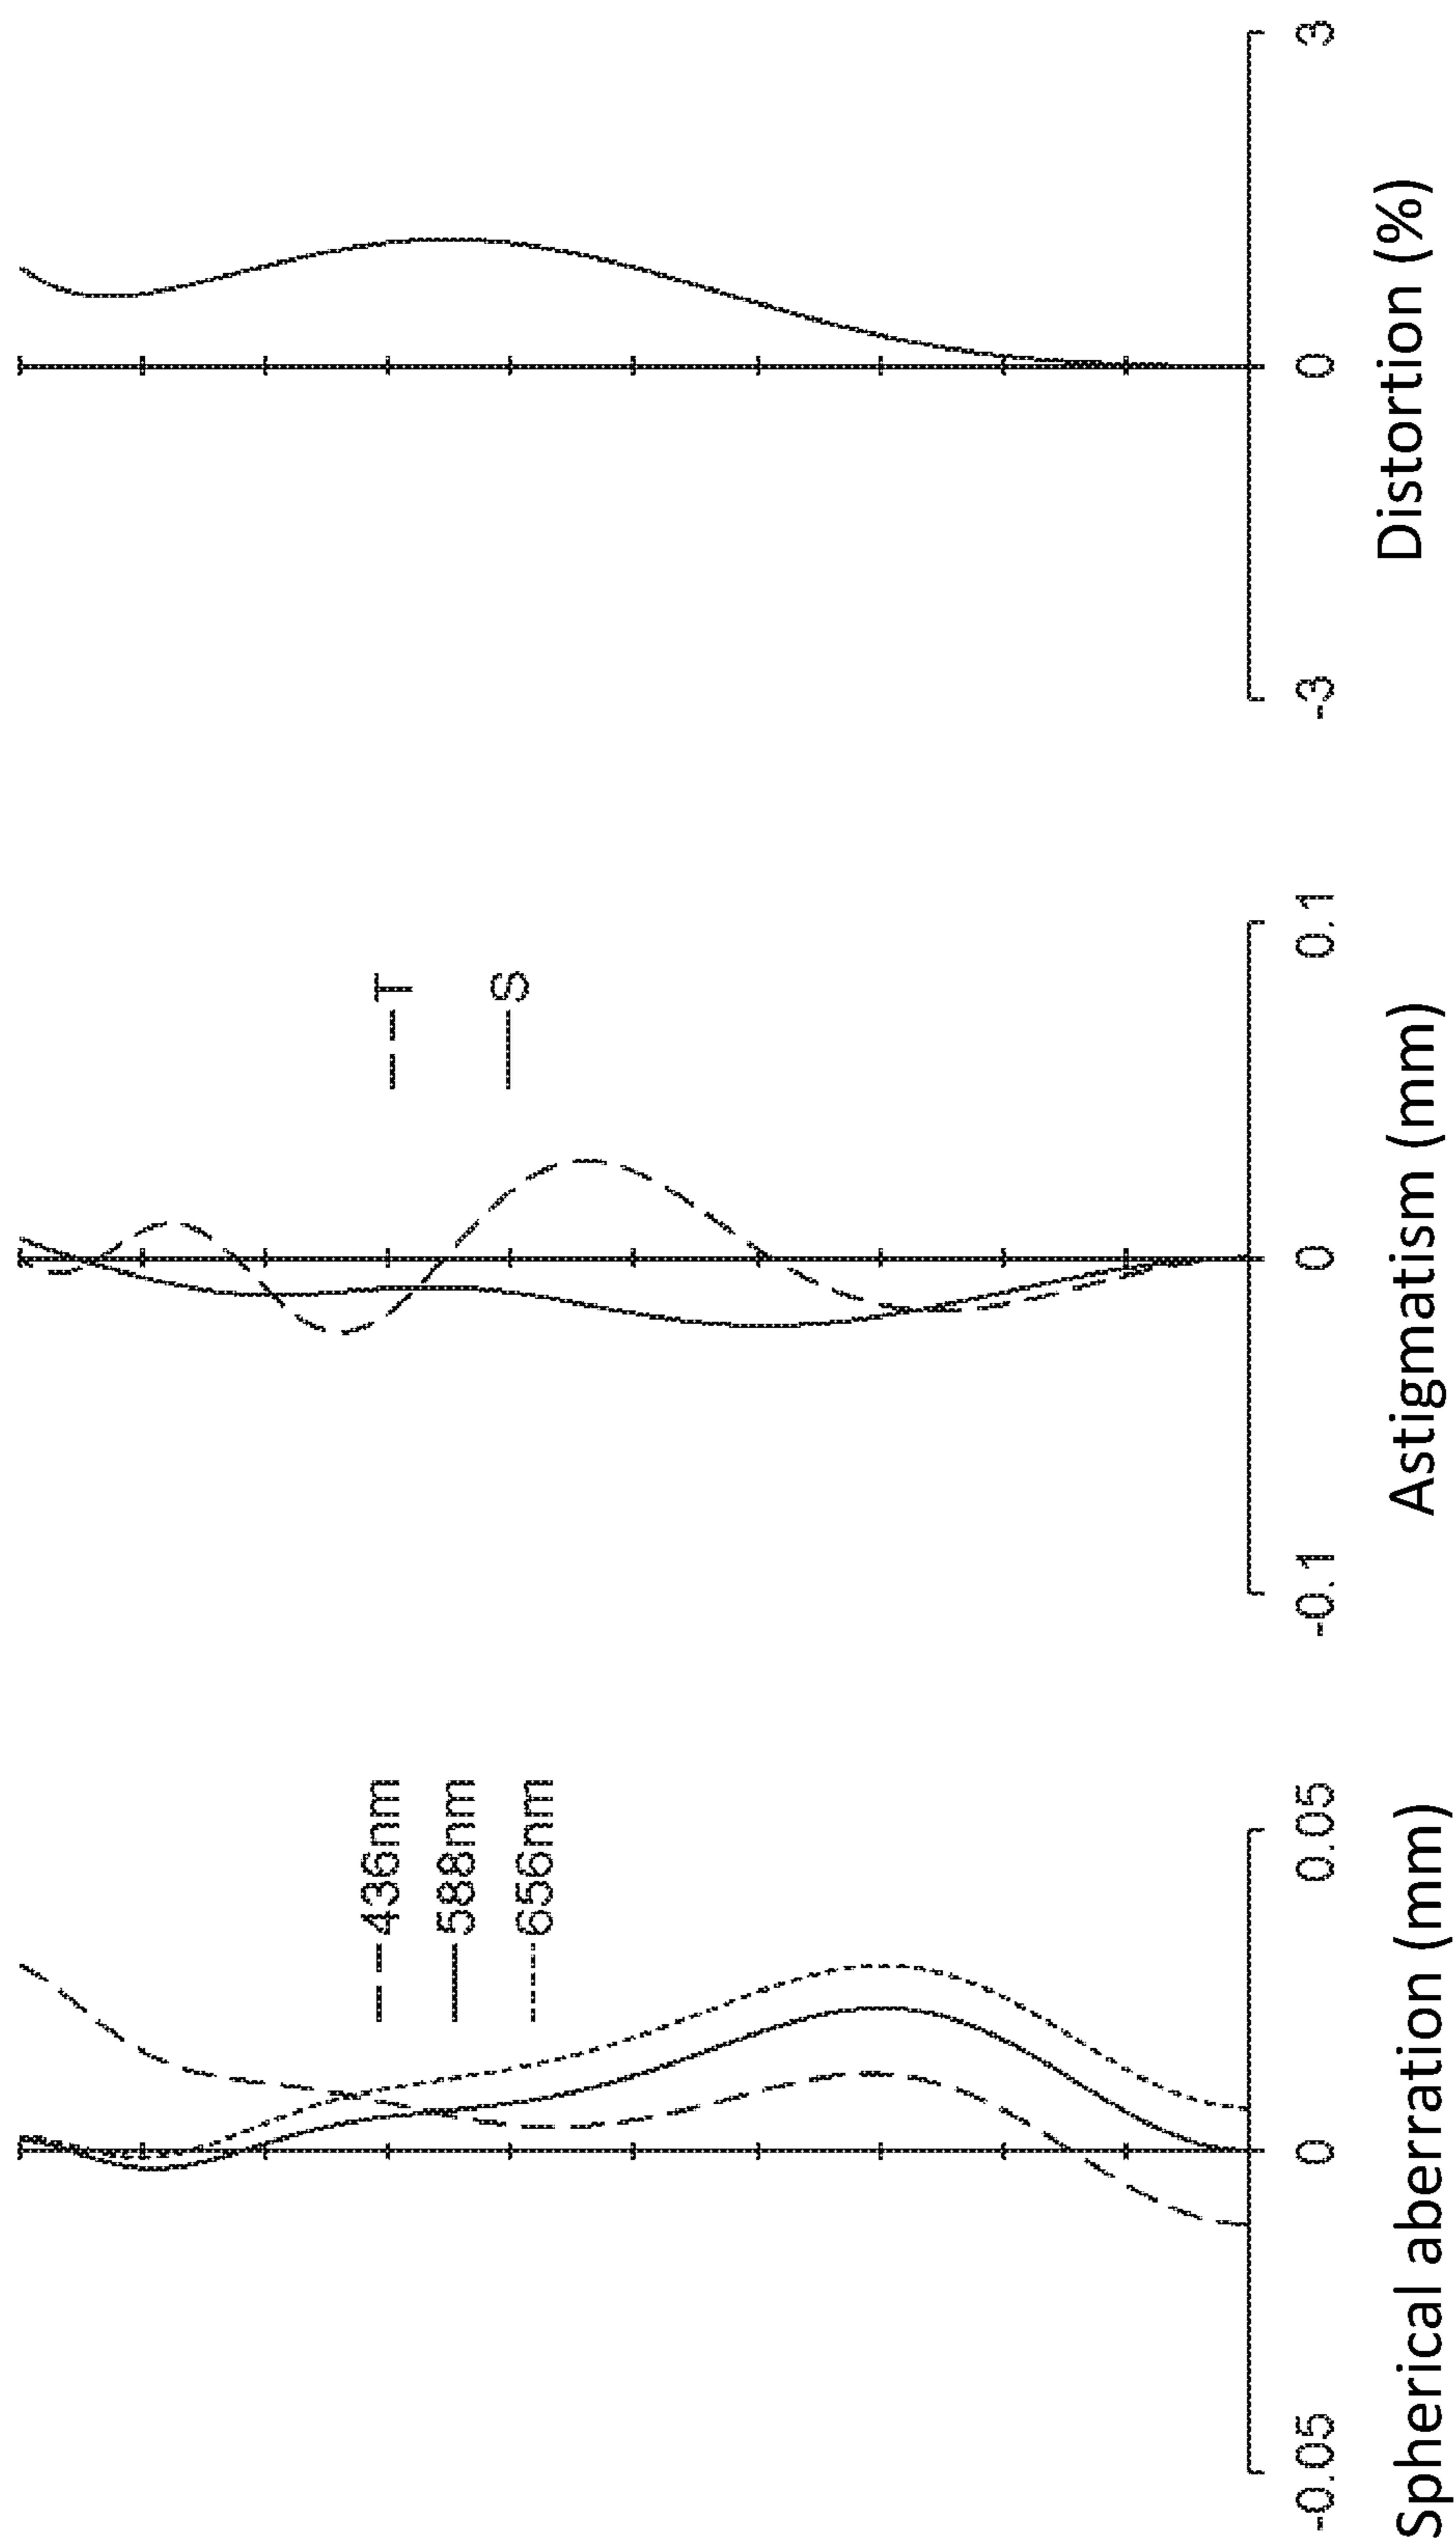 436nm
588nm
656nm
-0.05
0
0.05
Spherical aberration (mm)
T
S
-0.1
0
0.1
Astigmatism (mm)
-3
0
3
Distortion (%)